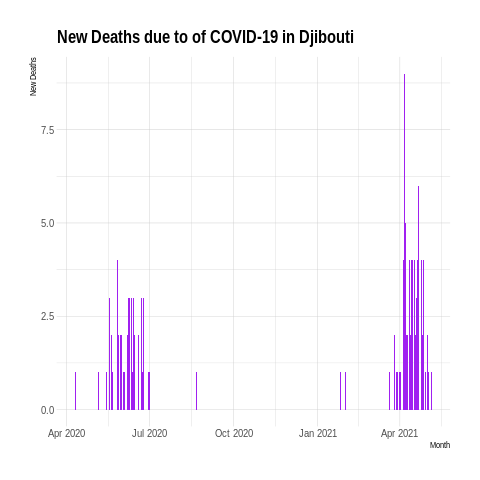 New Deaths due to of COVID-19 in Djibouti
New Deaths
7.5
5.0
2.5
0.0
Apr 2020 Jul 2020 Oct 2020 Jan 2021 Apr 2021
Month